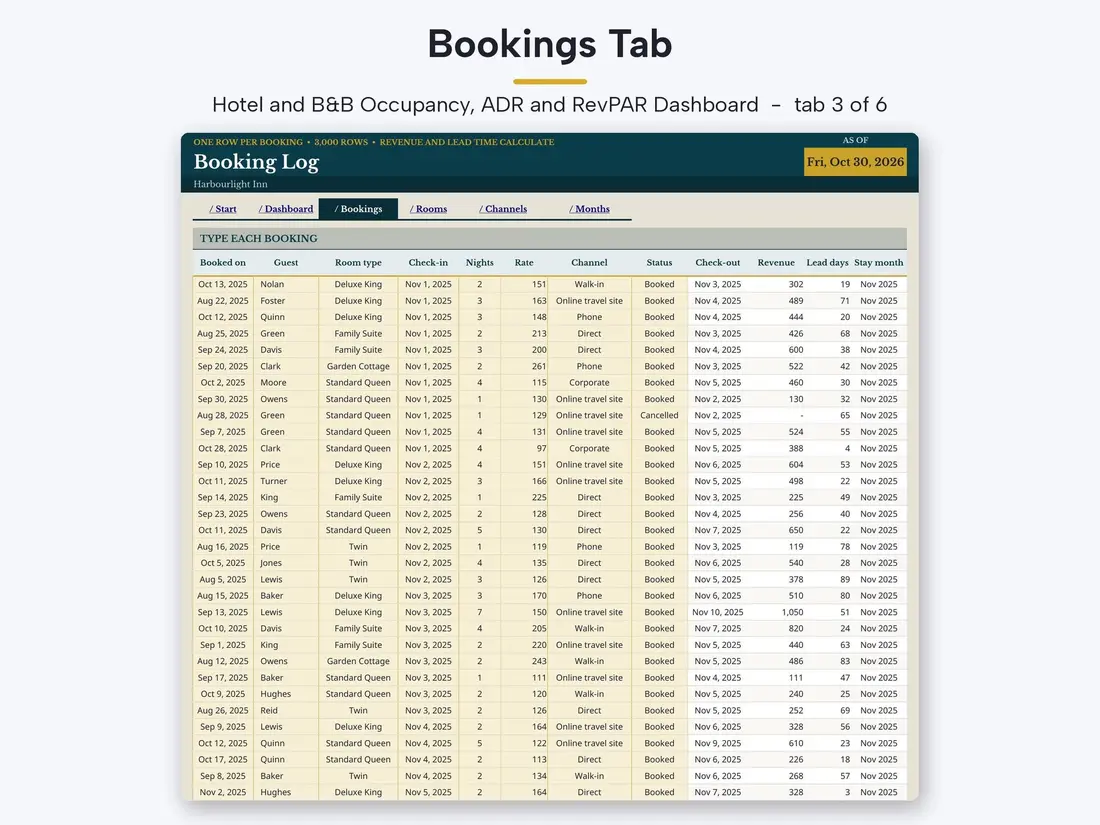 Bookings Tab
Hotel and B&B Occupancy, ADR and RevPAR Dashboard - tab 3 of 6
ONE ROW PER BOOKING • 3,000 ROWS • REVENUE AND LEAD TIME CALCULATE
AS OF
Booking Log
Fri, Oct 30, 2026
Harbourlight Inn
/ Start / Dashboard / Bookings / Rooms / Channels / Months
TYPE EACH BOOKING
Booked on Guest Room type Check-in Nights Rate Channel Status Check-out Revenue Lead days Stay month
Oct 13, 2025 Nolan Deluxe King Nov 1, 2025 2 151 Walk-in Booked Nov 3, 2025 302 19 Nov 2025
Aug 22, 2025 Foster Deluxe King Nov 1, 2025 3 163 Online travel site Booked Nov 4, 2025 489 71 Nov 2025
Oct 12, 2025 Quinn Deluxe King Nov 1, 2025 3 148 Phone Booked Nov 4, 2025 444 20 Nov 2025
Aug 25, 2025 Green Family Suite Nov 1, 2025 2 213 Direct Booked Nov 3, 2025 426 68 Nov 2025
Sep 24, 2025 Davis Family Suite Nov 1, 2025 3 200 Direct Booked Nov 4, 2025 600 38 Nov 2025
Sep 20, 2025 Clark Garden Cottage Nov 1, 2025 2 261 Phone Booked Nov 3, 2025 522 42 Nov 2025
Oct 2, 2025 Moore Standard Queen Nov 1, 2025 4 115 Corporate Booked Nov 5, 2025 460 30 Nov 2025
Sep 30, 2025 Owens Standard Queen Nov 1, 2025 1 130 Online travel site Booked Nov 2, 2025 130 32 Nov 2025
Aug 28, 2025 Green Standard Queen Nov 1, 2025 1 129 Online travel site Cancelled Nov 2, 2025 - 65 Nov 2025
Sep 7, 2025 Green Standard Queen Nov 1, 2025 4 131 Online travel site Booked Nov 5, 2025 524 55 Nov 2025
Oct 28, 2025 Clark Standard Queen Nov 1, 2025 4 97 Corporate Booked Nov 5, 2025 388 4 Nov 2025
Sep 10, 2025 Price Deluxe King Nov 2, 2025 4 151 Online travel site Booked Nov 6, 2025 604 53 Nov 2025
Oct 11, 2025 Turner Deluxe King Nov 2, 2025 3 166 Online travel site Booked Nov 5, 2025 498 22 Nov 2025
Sep 14, 2025 King Family Suite Nov 2, 2025 1 225 Direct Booked Nov 3, 2025 225 49 Nov 2025
Sep 23, 2025 Owens Standard Queen Nov 2, 2025 2 128 Direct Booked Nov 4, 2025 256 40 Nov 2025
Oct 11, 2025 Davis Standard Queen Nov 2, 2025 5 130 Direct Booked Nov 7, 2025 650 22 Nov 2025
Aug 16, 2025 Price Twin Nov 2, 2025 1 119 Phone Booked Nov 3, 2025 119 78 Nov 2025
Oct 5, 2025 Jones Twin Nov 2, 2025 4 135 Direct Booked Nov 6, 2025 540 28 Nov 2025
Aug 5, 2025 Lewis Twin Nov 2, 2025 3 126 Direct Booked Nov 5, 2025 378 89 Nov 2025
Aug 15, 2025 Baker Deluxe King Nov 3, 2025 3 170 Phone Booked Nov 6, 2025 510 80 Nov 2025
Sep 13, 2025 Lewis Deluxe King Nov 3, 2025 7 150 Online travel site Booked Nov 10, 2025 1,050 51 Nov 2025
Oct 10, 2025 Davis Family Suite Nov 3, 2025 4 205 Walk-in Booked Nov 7, 2025 820 24 Nov 2025
Sep 1, 2025 King Family Suite Nov 3, 2025 2 220 Online travel site Booked Nov 5, 2025 440 63 Nov 2025
Aug 12, 2025 Owens Garden Cottage Nov 3, 2025 2 243 Walk-in Booked Nov 5, 2025 486 83 Nov 2025
Sep 17, 2025 Baker Standard Queen Nov 3, 2025 1 111 Online travel site Booked Nov 4, 2025 111 47 Nov 2025
Oct 9, 2025 Hughes Standard Queen Nov 3, 2025 2 120 Walk-in Booked Nov 5, 2025 240 25 Nov 2025
Aug 26, 2025 Reid Twin Nov 3, 2025 2 126 Direct Booked Nov 5, 2025 252 69 Nov 2025
Sep 9, 2025 Lewis Deluxe King Nov 4, 2025 2 164 Online travel site Booked Nov 6, 2025 328 56 Nov 2025
Oct 12, 2025 Quinn Standard Queen Nov 4, 2025 5 122 Online travel site Booked Nov 9, 2025 610 23 Nov 2025
Oct 17, 2025 Quinn Standard Queen Nov 4, 2025 2 113 Direct Booked Nov 6, 2025 226 18 Nov 2025
Sep 8, 2025 Baker Twin Nov 4, 2025 2 134 Walk-in Booked Nov 6, 2025 268 57 Nov 2025
Nov 2, 2025 Hughes Deluxe King Nov 5, 2025 2 164 Direct Booked Nov 7, 2025 328 3 Nov 2025